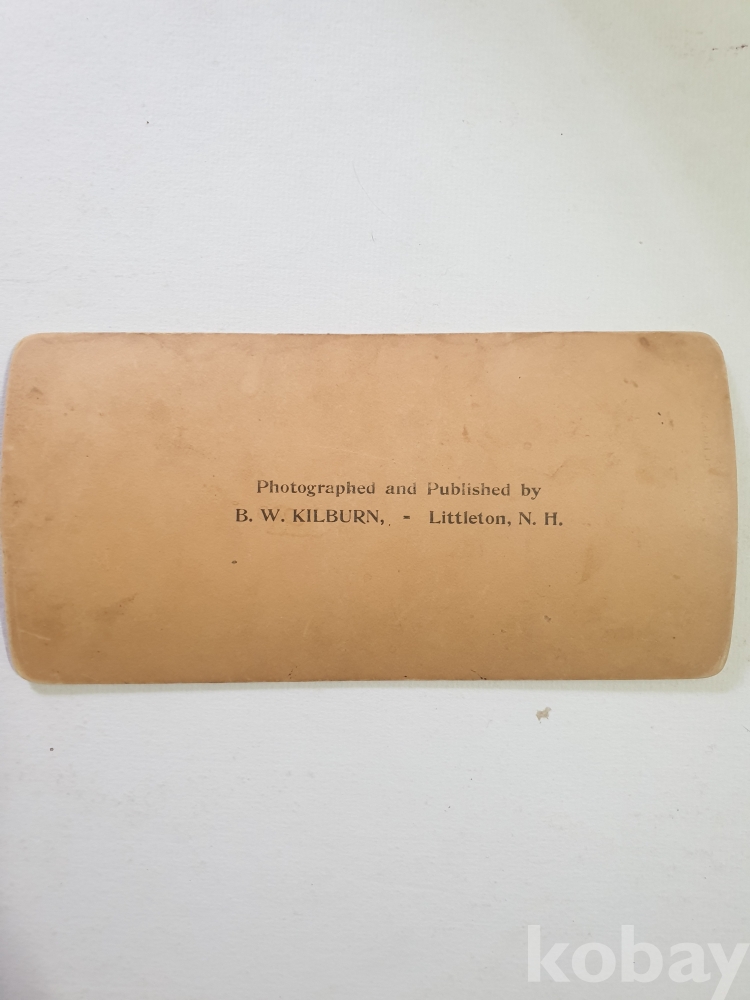 Photographed and Published by
B. W. KILBURN, - Littleton, N. H.
kobay